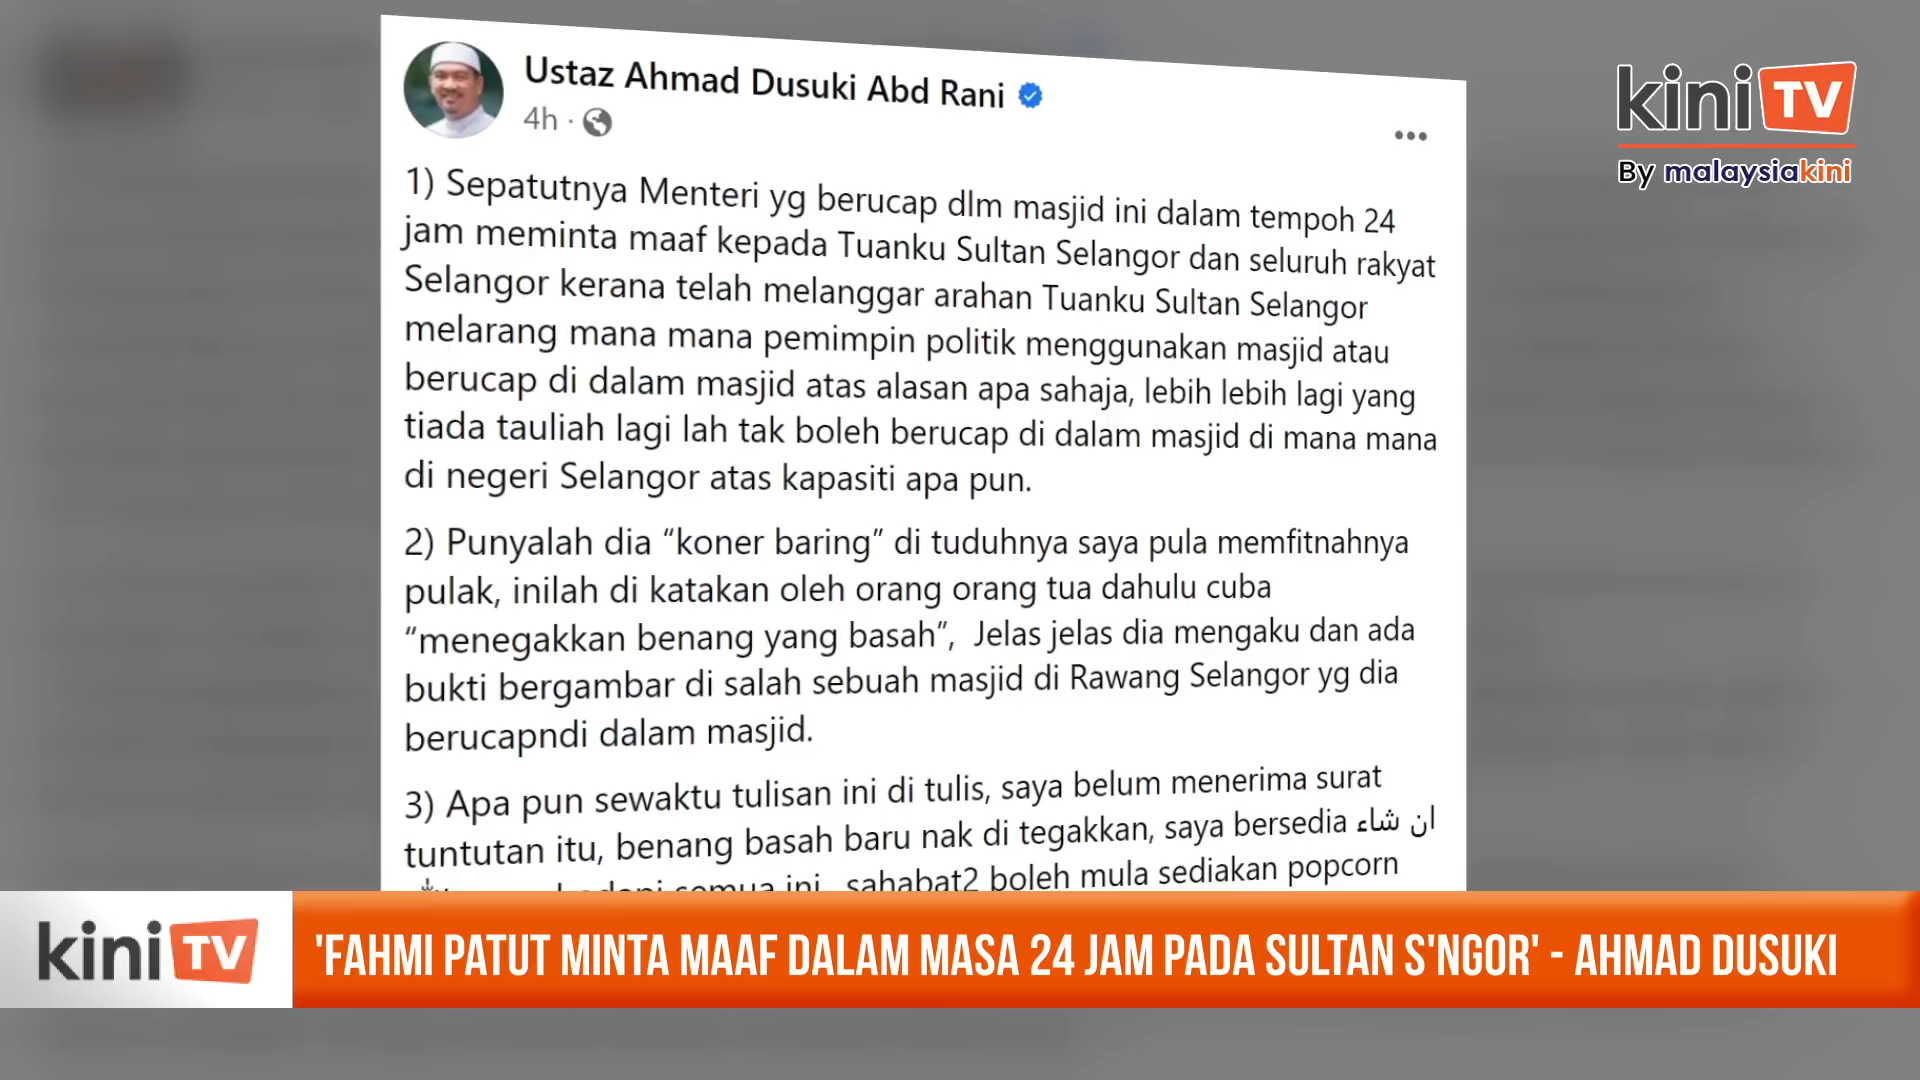 Ustaz Ahmad Dusuki Abd Rani
4h ·
kini TV
By malaysiakini
1) Sepatutnya Menteri yg berucap dlm masjid ini dalam tempoh 24
jam meminta maaf kepada Tuanku Sultan Selangor dan seluruh rakyat
Selangor kerana telah melanggar arahan Tuanku Sultan Selangor
melarang mana mana pemimpin politik menggunakan masjid atau
berucap di dalam masjid atas alasan apa sahaja, lebih lebih lagi yang
tiada tauliah lagi lah tak boleh berucap di dalam masjid di mana mana
di negeri Selangor atas kapasiti apa pun.
2) Punyalah dia “koner baring” di tuduhnya saya pula memfitnahnya
pulak, inilah di katakan oleh orang orang tua dahulu cuba
“menegakkan benang yang basah”, Jelas jelas dia mengaku dan ada
bukti bergambar di salah sebuah masjid di Rawang Selangor yg dia
berucapndi dalam masjid.
3) Apa pun sewaktu tulisan ini di tulis, saya belum menerima surat
tuntutan itu, benang basah baru nak di tegakkan, saya bersedia ان شاء
semua ini, sahabat2 boleh mula sediakan popcorn
kini TV
'FAHMI PATUT MINTA MAAF DALAM MASA 24 JAM PADA SULTAN S'NGOR' - AHMAD DUSUKI